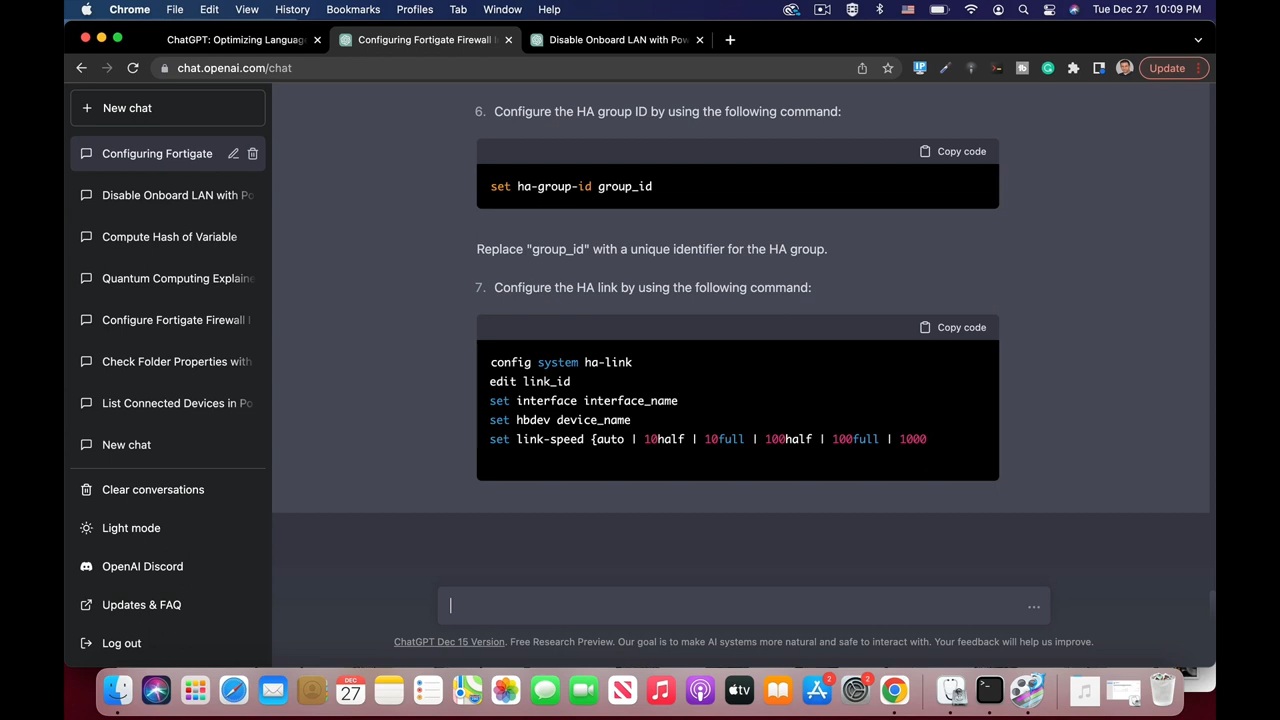 Chrome File Edit View History Bookmarks Profiles Tab Window Help Tue Dec 27 10:09 PM
ChatGPT: Optimizing Language Configuring Fortigate Firewall Disable Onboard LAN with Pow
chat.openai.com/chat Update
New chat
Configuring Fortigate
Disable Onboard LAN with Po
Compute Hash of Variable
Quantum Computing Explaine
Configure Fortigate Firewall
Check Folder Properties with
List Connected Devices in Po
New chat
Clear conversations
Light mode
OpenAI Discord
Updates & FAQ
Log out
6. Configure the HA group ID by using the following command:
Copy code
set ha-group-id group_id
Replace "group_id" with a unique identifier for the HA group.
7. Configure the HA link by using the following command:
Copy code
config system ha-link
edit link_id
set interface interface_name
set hbdev device_name
set link-speed {auto | 10half | 10full | 100half | 100full | 1000
ChatGPT Dec 15 Version. Free Research Preview. Our goal is to make AI systems more natural and safe to interact with. Your feedback will help us improve.
DEC
27
tv
2
2